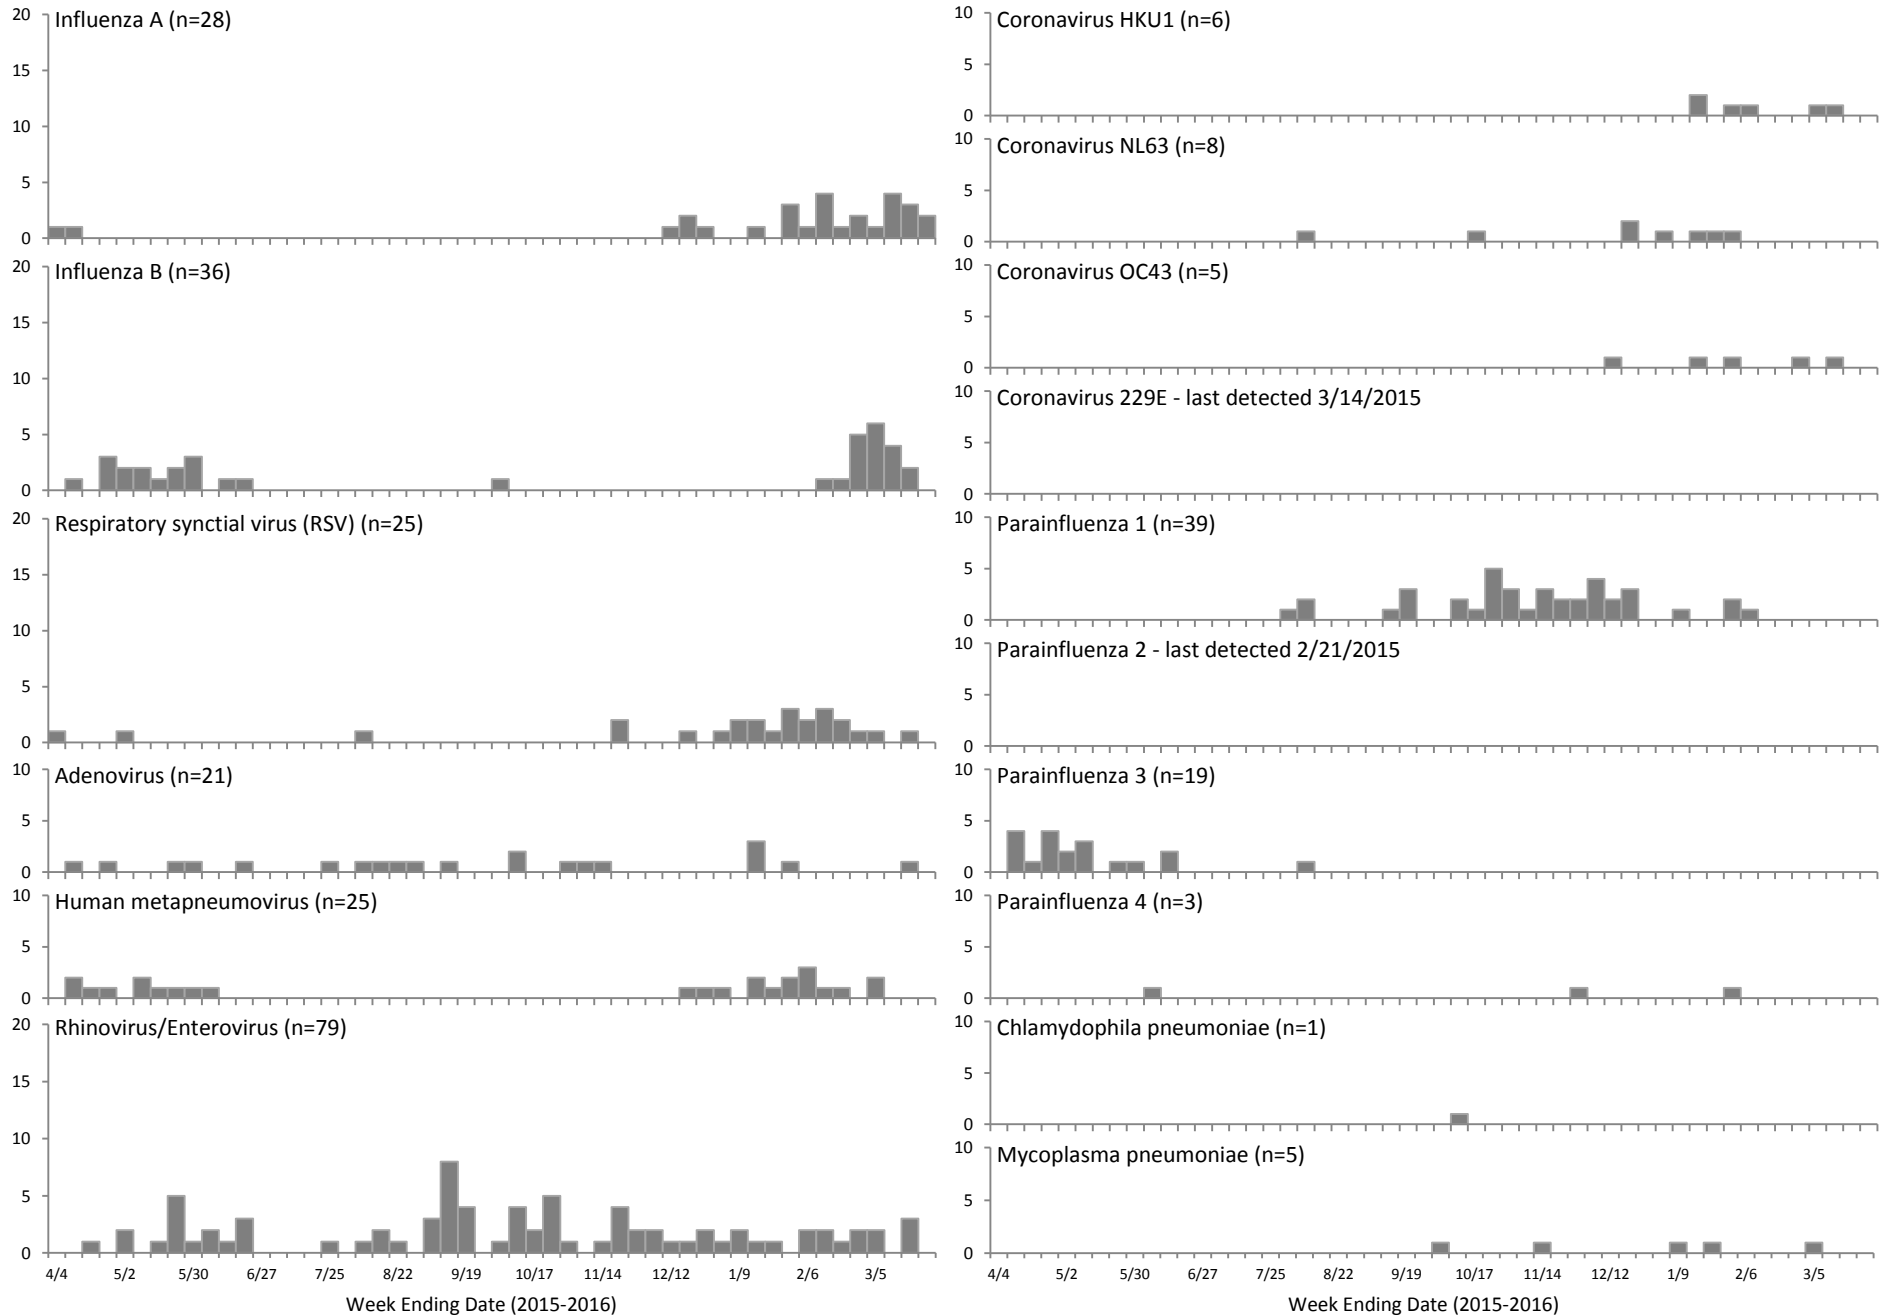 Influenza A (n=28)
20
15
10
5
0
Influenza B (n=36)
20
15
10
5
0
Respiratory synctial virus (RSV) (n=25)
20
15
10
5
0
Adenovirus (n=21)
10
5
0
Human metapneumovirus (n=25)
10
5
0
Rhinovirus/Enterovirus (n=79)
20
15
10
5
0
4/4 5/2 5/30 6/27 7/25 8/22 9/19 10/17 11/14 12/12 1/9 2/6 3/5
Week Ending Date (2015-2016)
Coronavirus HKU1 (n=6)
10
5
0
Coronavirus NL63 (n=8)
10
5
0
Coronavirus OC43 (n=5)
10
5
0
Coronavirus 229E - last detected 3/14/2015
10
5
0
Parainfluenza 1 (n=39)
10
5
0
Parainfluenza 2 - last detected 2/21/2015
10
5
0
Parainfluenza 3 (n=19)
10
5
0
Parainfluenza 4 (n=3)
10
5
0
Chlamydophila pneumoniae (n=1)
10
5
0
Mycoplasma pneumoniae (n=5)
10
5
0
4/4 5/2 5/30 6/27 7/25 8/22 9/19 10/17 11/14 12/12 1/9 2/6 3/5
Week Ending Date (2015-2016)